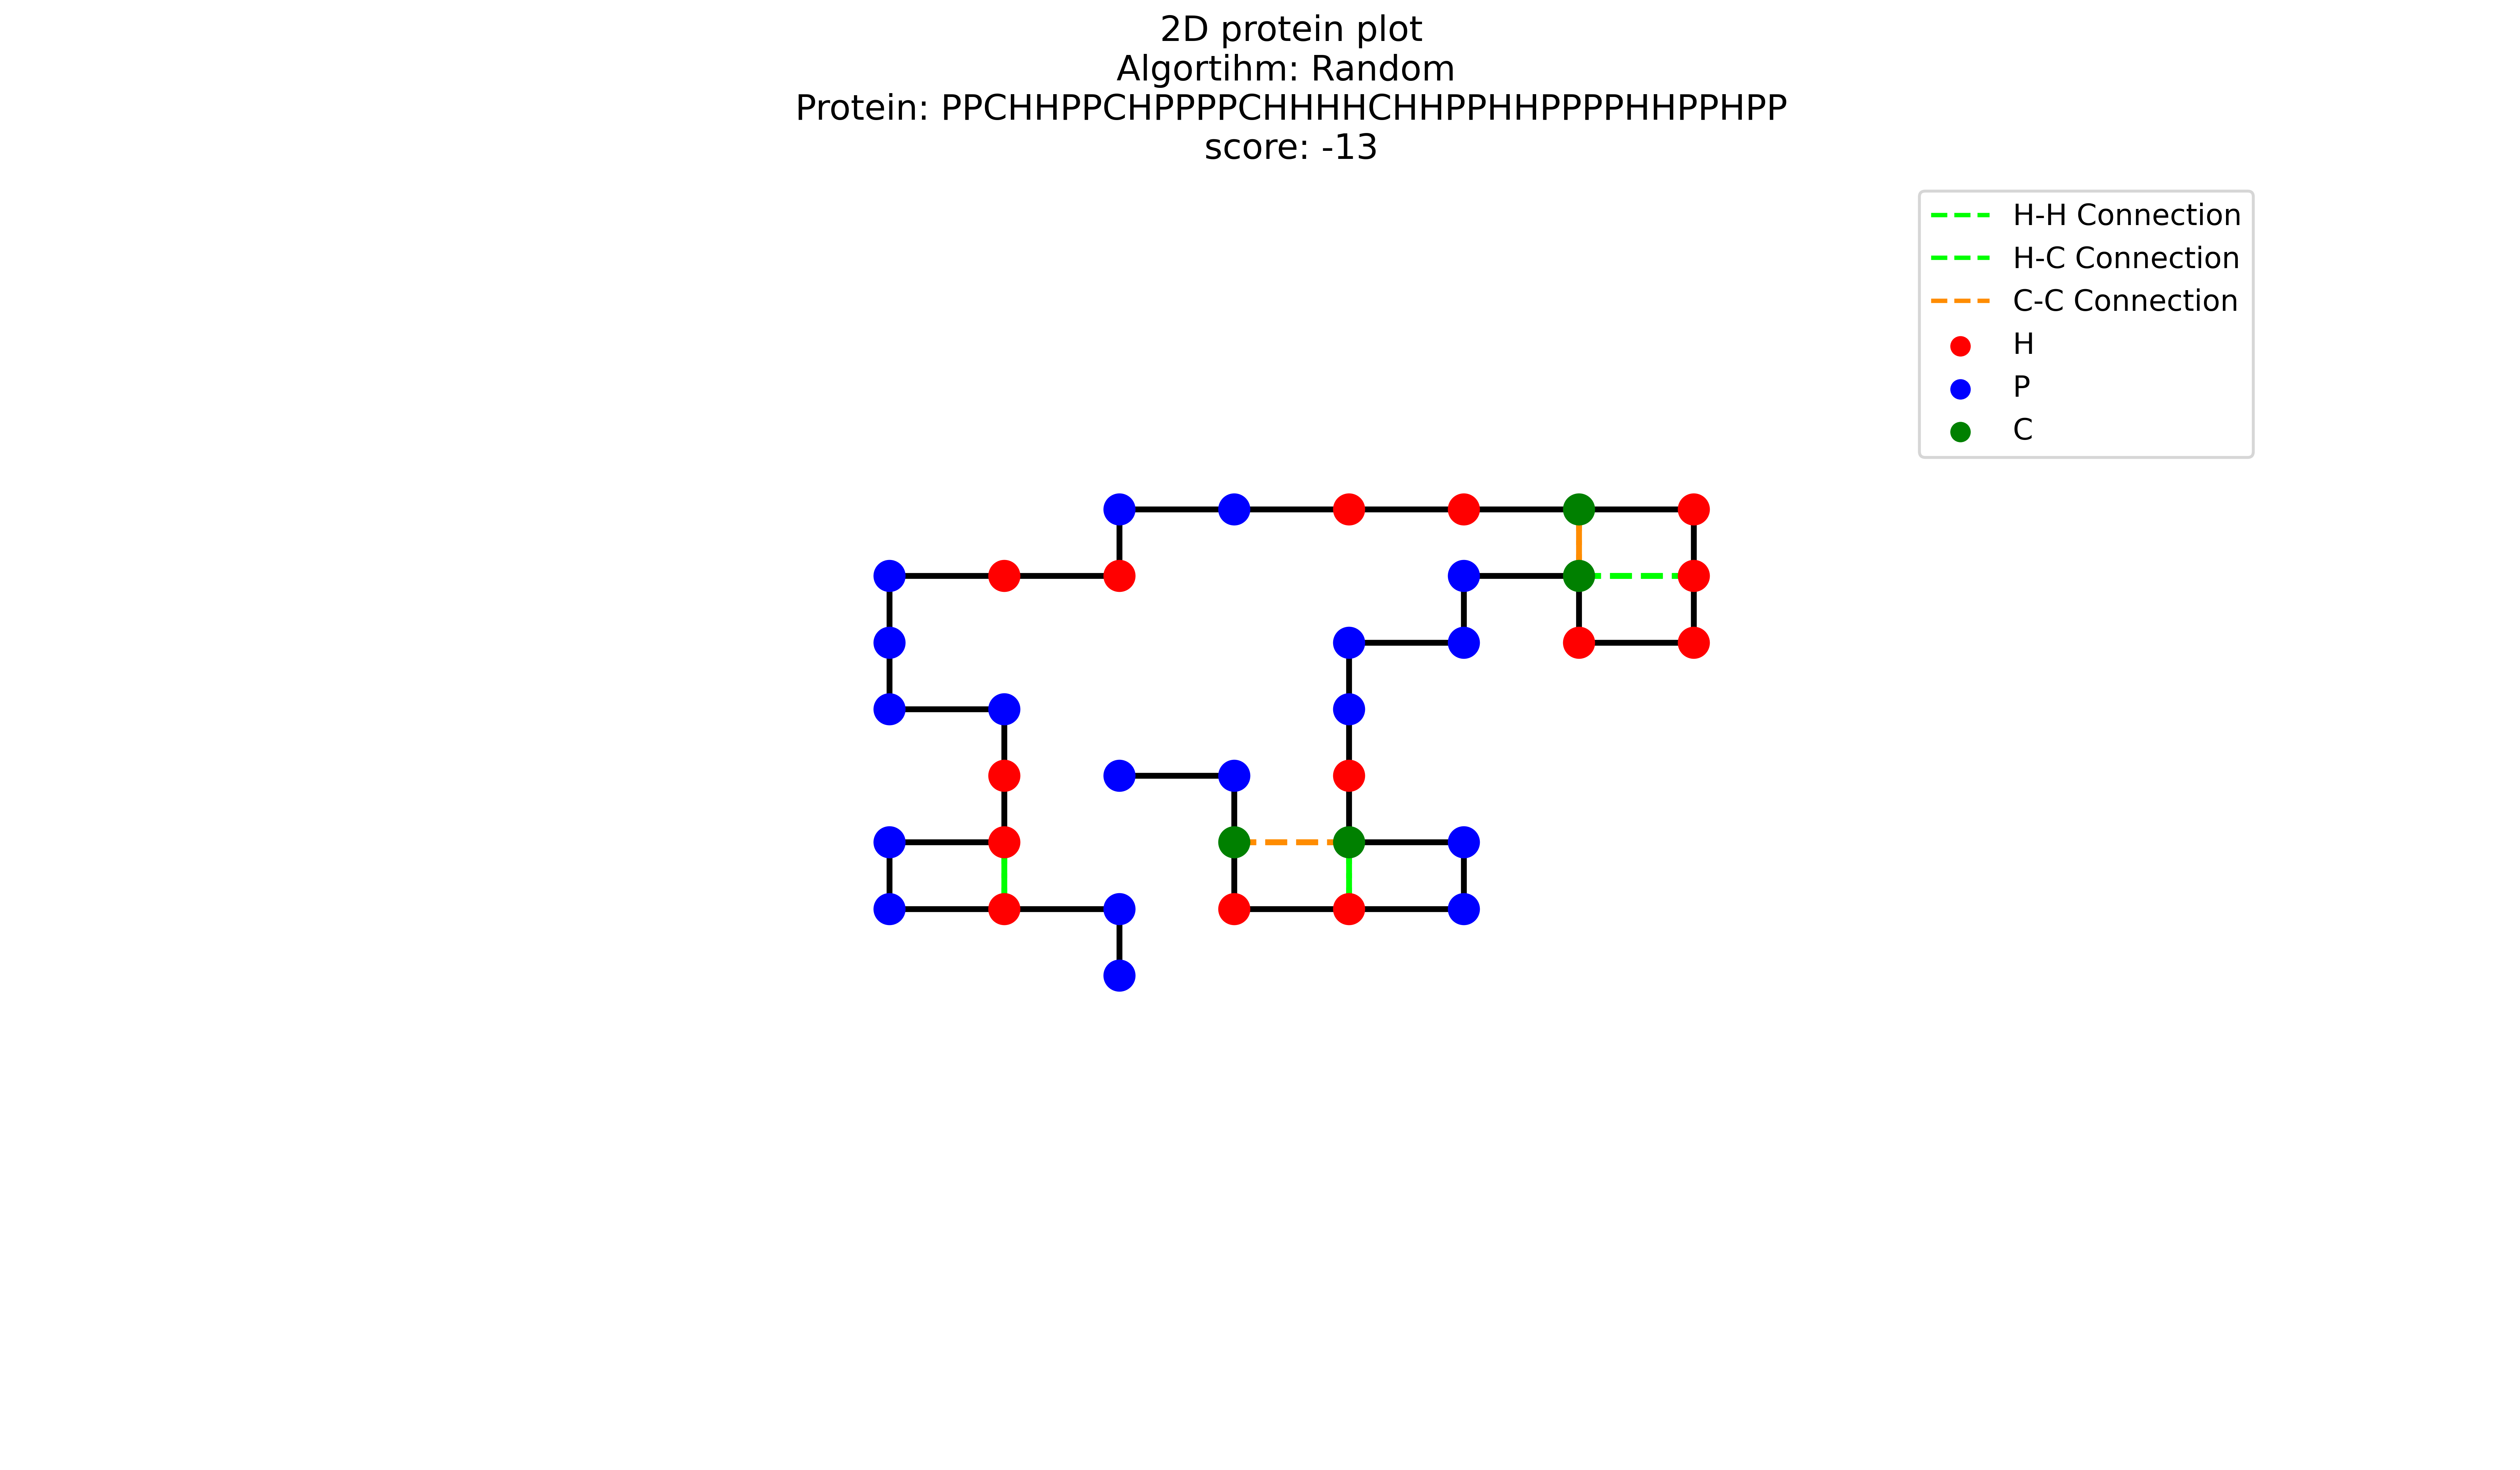 2D protein plot
Algortihm: Random
Protein: PPCHHPPCHPPPPCHHHHCHHPPHHPPPPHHPPHPP
score: -13
H-H Connection
H-C Connection
C-C Connection
H
P
C